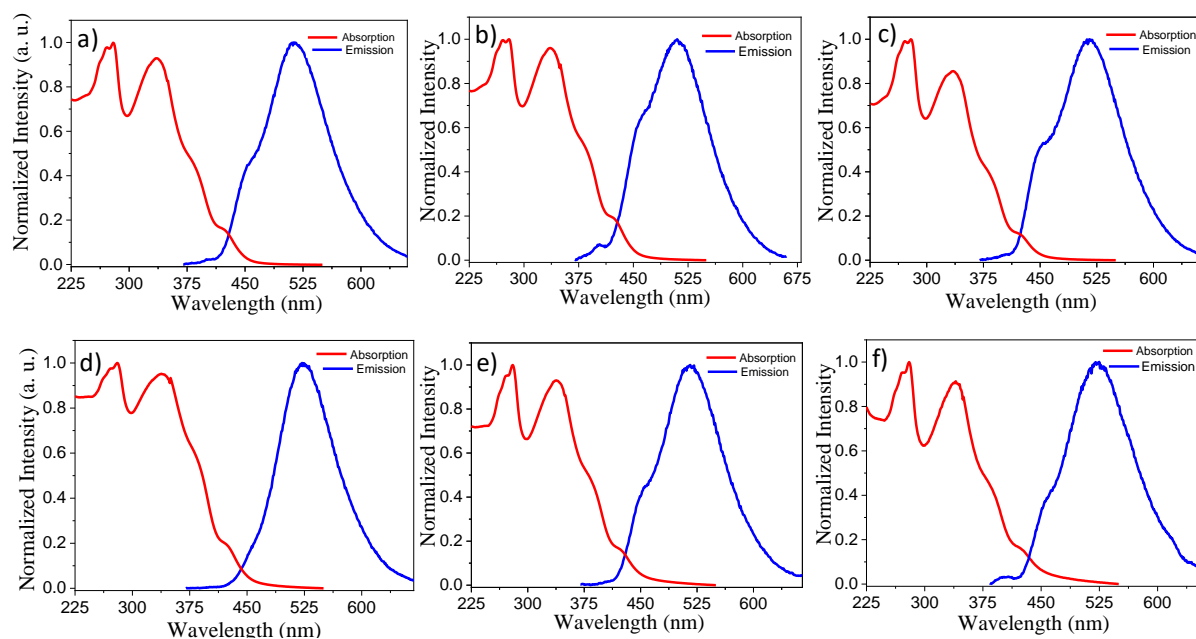 a)
Absorption
Emission
Normalized Intensity (a. u.)
1.0
0.8
0.6
0.4
0.2
0.0
225 300 375 450 525 600
Wavelength (nm)
b)
Absorption
Emission
Normalized Intensity
1.0
0.8
0.6
0.4
0.2
0.0
225 300 375 450 525 600 675
Wavelength (nm)
c)
Absorption
Emission
Normalized Intensity
1.0
0.8
0.6
0.4
0.2
0.0
225 300 375 450 525 600
Wavelength (nm)
d)
Absorption
Emission
Normalized Intensity (a. u.)
1.0
0.8
0.6
0.4
0.2
0.0
225 300 375 450 525 600
Wavelength (nm)
e)
Absorption
Emission
Normalized Intensity
1.0
0.8
0.6
0.4
0.2
0.0
225 300 375 450 525 600
Wavelength (nm)
f)
Absorption
Emission
Normalized Intensity
1.0
0.8
0.6
0.4
0.2
0.0
225 300 375 450 525 600
Wavelength (nm)